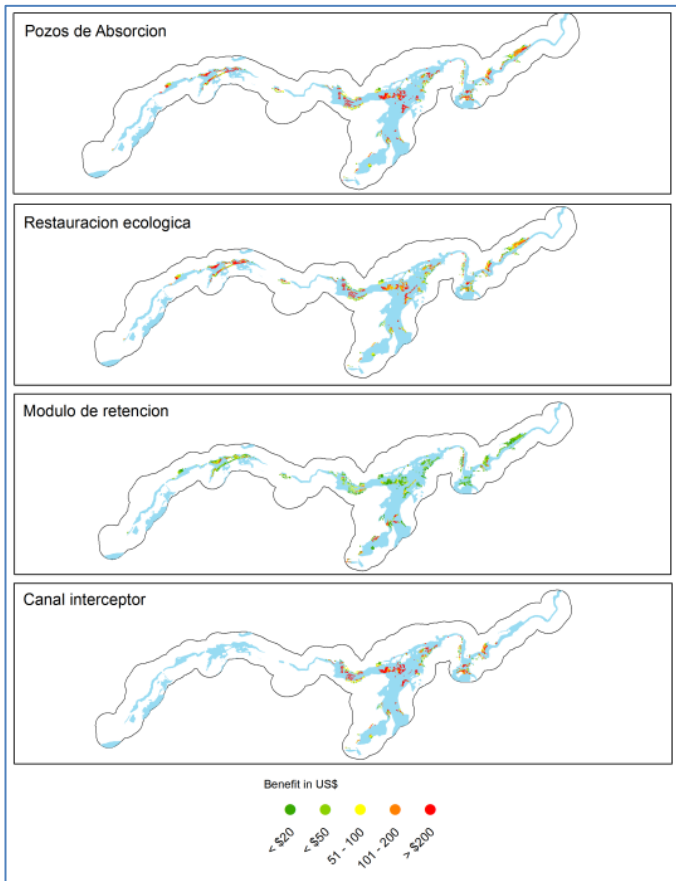 Pozos de Absorcion
Restauracion ecologica
Modulo de retencion
Canal interceptor
Benefit in US$
< $20
< $50
51 - 100
101 - 200
> $200